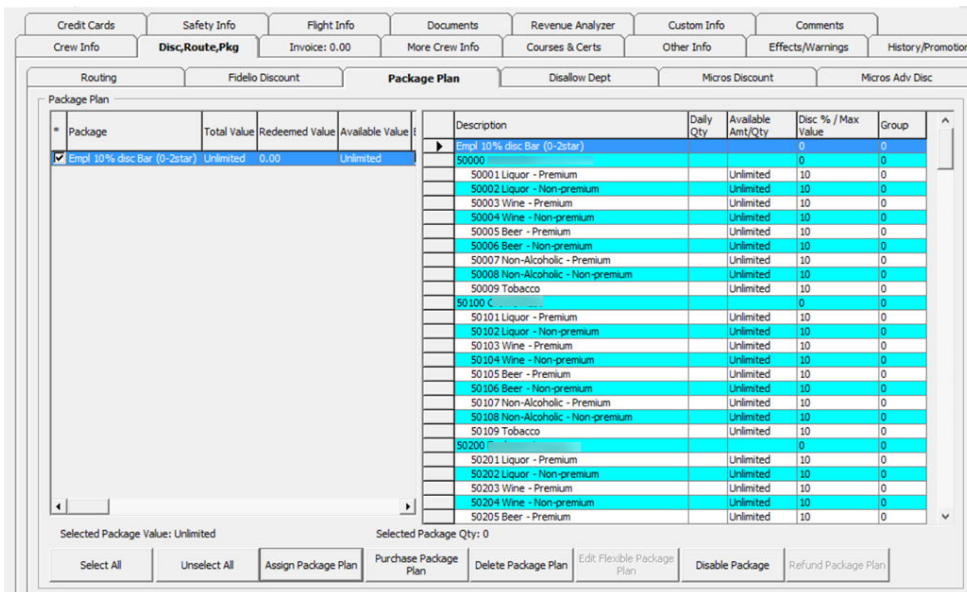 Credit Cards Safety Info Flight Info Documents Revenue Analyzer Custom Info Comments
Crew Info Disc,Route,Pkg Invoice: 0.00 More Crew Info Courses & Certs Other Info Effects/Warnings History/Promotion
Routing Fidelio Discount Package Plan Disallow Dept Micros Discount Micros Adv Disc
Package Plan
* Package Total Value Redeemed Value Available Value E
Empl 10% disc Bar (0-2star) Unlimited 0.00 Unlimited
Description Daily Qty Available Amt/Qty Disc % / Max Value Group
Empl 10% disc Bar (0-2star) 0 0
50000 0 0
50001 Liquor - Premium Unlimited 10 0
50002 Liquor - Non-premium Unlimited 10 0
50003 Wine - Premium Unlimited 10 0
50004 Wine - Non-premium Unlimited 10 0
50005 Beer - Premium Unlimited 10 0
50006 Beer - Non-premium Unlimited 10 0
50007 Non-Alcoholic - Premium Unlimited 10 0
50008 Non-Alcoholic - Non-premium Unlimited 10 0
50009 Tobacco Unlimited 10 0
50100 0 0
50101 Liquor - Premium Unlimited 10 0
50102 Liquor - Non-premium Unlimited 10 0
50103 Wine - Premium Unlimited 10 0
50104 Wine - Non-premium Unlimited 10 0
50105 Beer - Premium Unlimited 10 0
50106 Beer - Non-premium Unlimited 10 0
50107 Non-Alcoholic - Premium Unlimited 10 0
50108 Non-Alcoholic - Non-premium Unlimited 10 0
50109 Tobacco Unlimited 10 0
50200 0 0
50201 Liquor - Premium Unlimited 10 0
50202 Liquor - Non-premium Unlimited 10 0
50203 Wine - Premium Unlimited 10 0
50204 Wine - Non-premium Unlimited 10 0
50205 Beer - Premium Unlimited 10 0
Selected Package Value: Unlimited Selected Package Qty: 0
Select All Unselect All Assign Package Plan Purchase Package Plan Delete Package Plan Edit Flexible Package Plan Disable Package Refund Package Plan